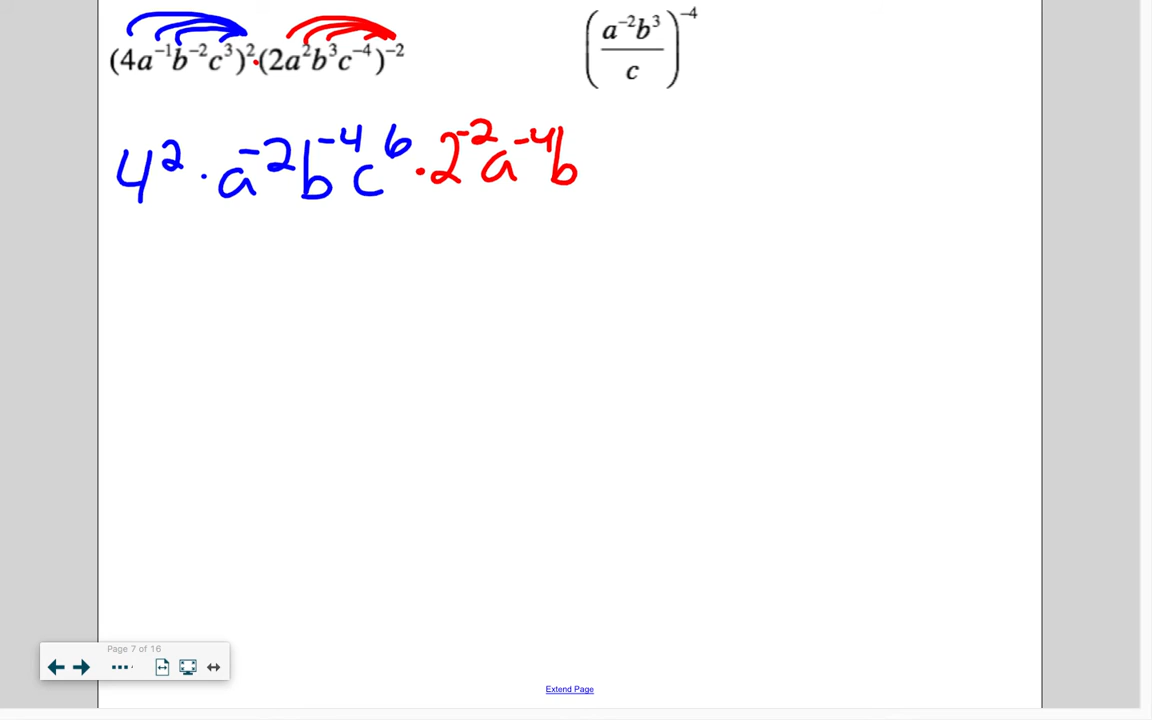 (4a⁻¹b⁻²c³)²·(2a²b³c⁻⁴)⁻²
(a⁻²b³/c)⁻⁴
4² · a⁻²b⁻⁴c⁶ · 2⁻²a⁻⁴b
Page 7 of 16
Extend Page